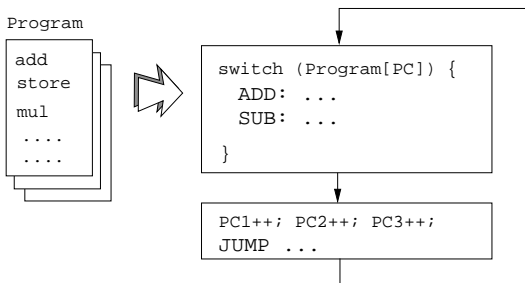 Program
add
store
mul
....
....
switch (Program[PC]) {
ADD: ...
SUB: ...
}
PC1++; PC2++; PC3++;
JUMP ...